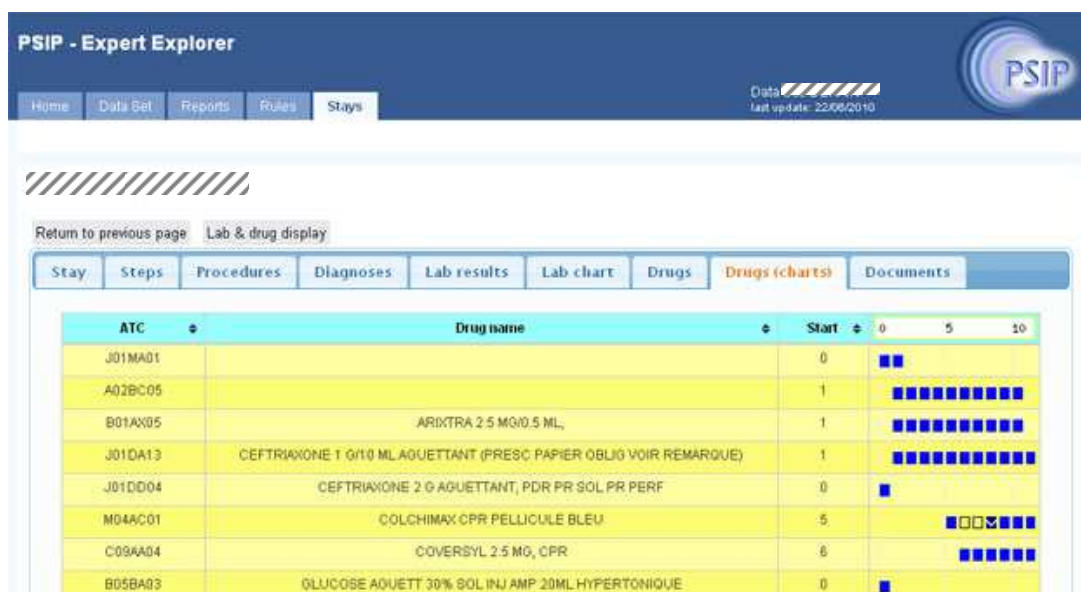 PSIP - Expert Explorer
PSIP
Home Data Set Reports Rules Stays
Data
last update: 22/06/2010
Return to previous page Lab & drug display
Stay Steps Procedures Diagnoses Lab results Lab chart Drugs Drugs (charts) Documents
ATC Drug name Start 0 5 10
J01MA01 0
A02BC05 1
B01AX05 ARIXTRA 2.5 MG/0.5 ML, 1
J01DA13 CEFTRIAXONE 1 G/10 ML AGUETTANT (PRESC PAPIER OBLIG VOIR REMARQUE) 1
J01DD04 CEFTRIAXONE 2 G AGUETTANT, PDR PR SOL PR PERF 0
M04AC01 COLCHIMAX CPR PELLICULE BLEU 5
C09AA04 COVERSYL 2.5 MG, CPR 6
B05BA03 GLUCOSE AGUETT 30% SOL INJ AMP 20ML HYPERTONIQUE 0